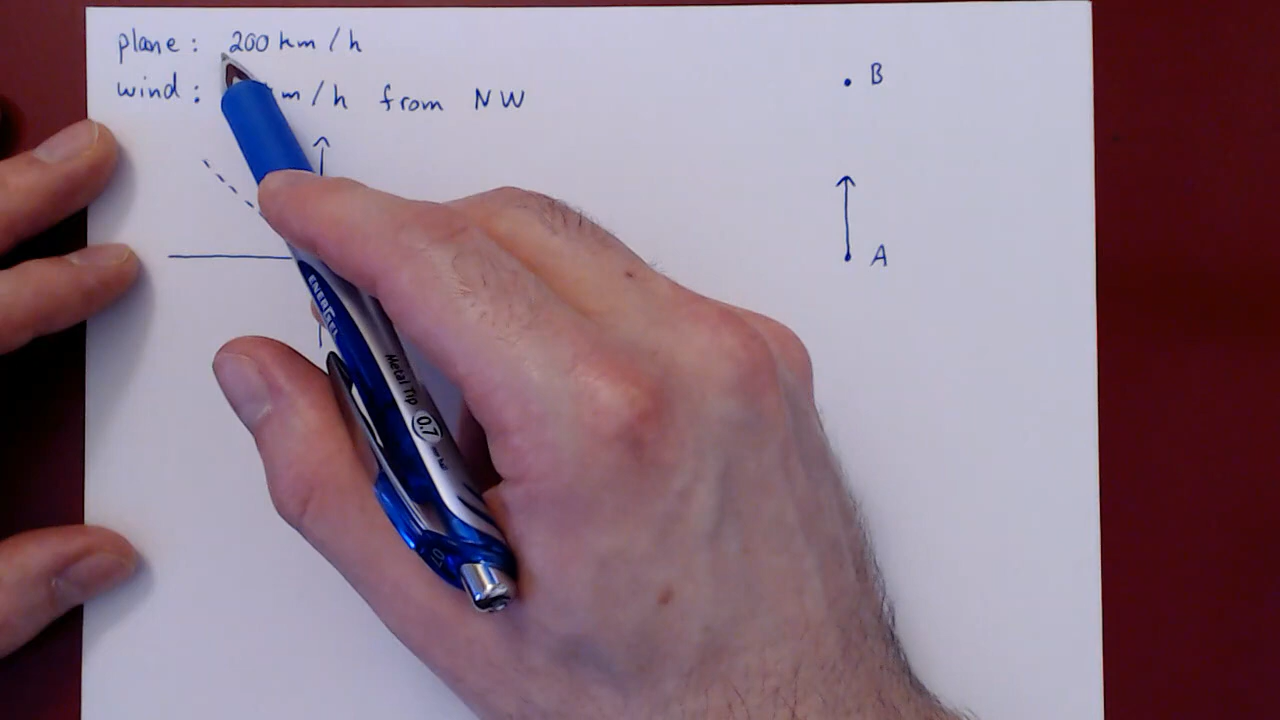 plane: 200 km/h
wind: m/h from NW
B
A
ENERGEL
Metal Tip
0.7